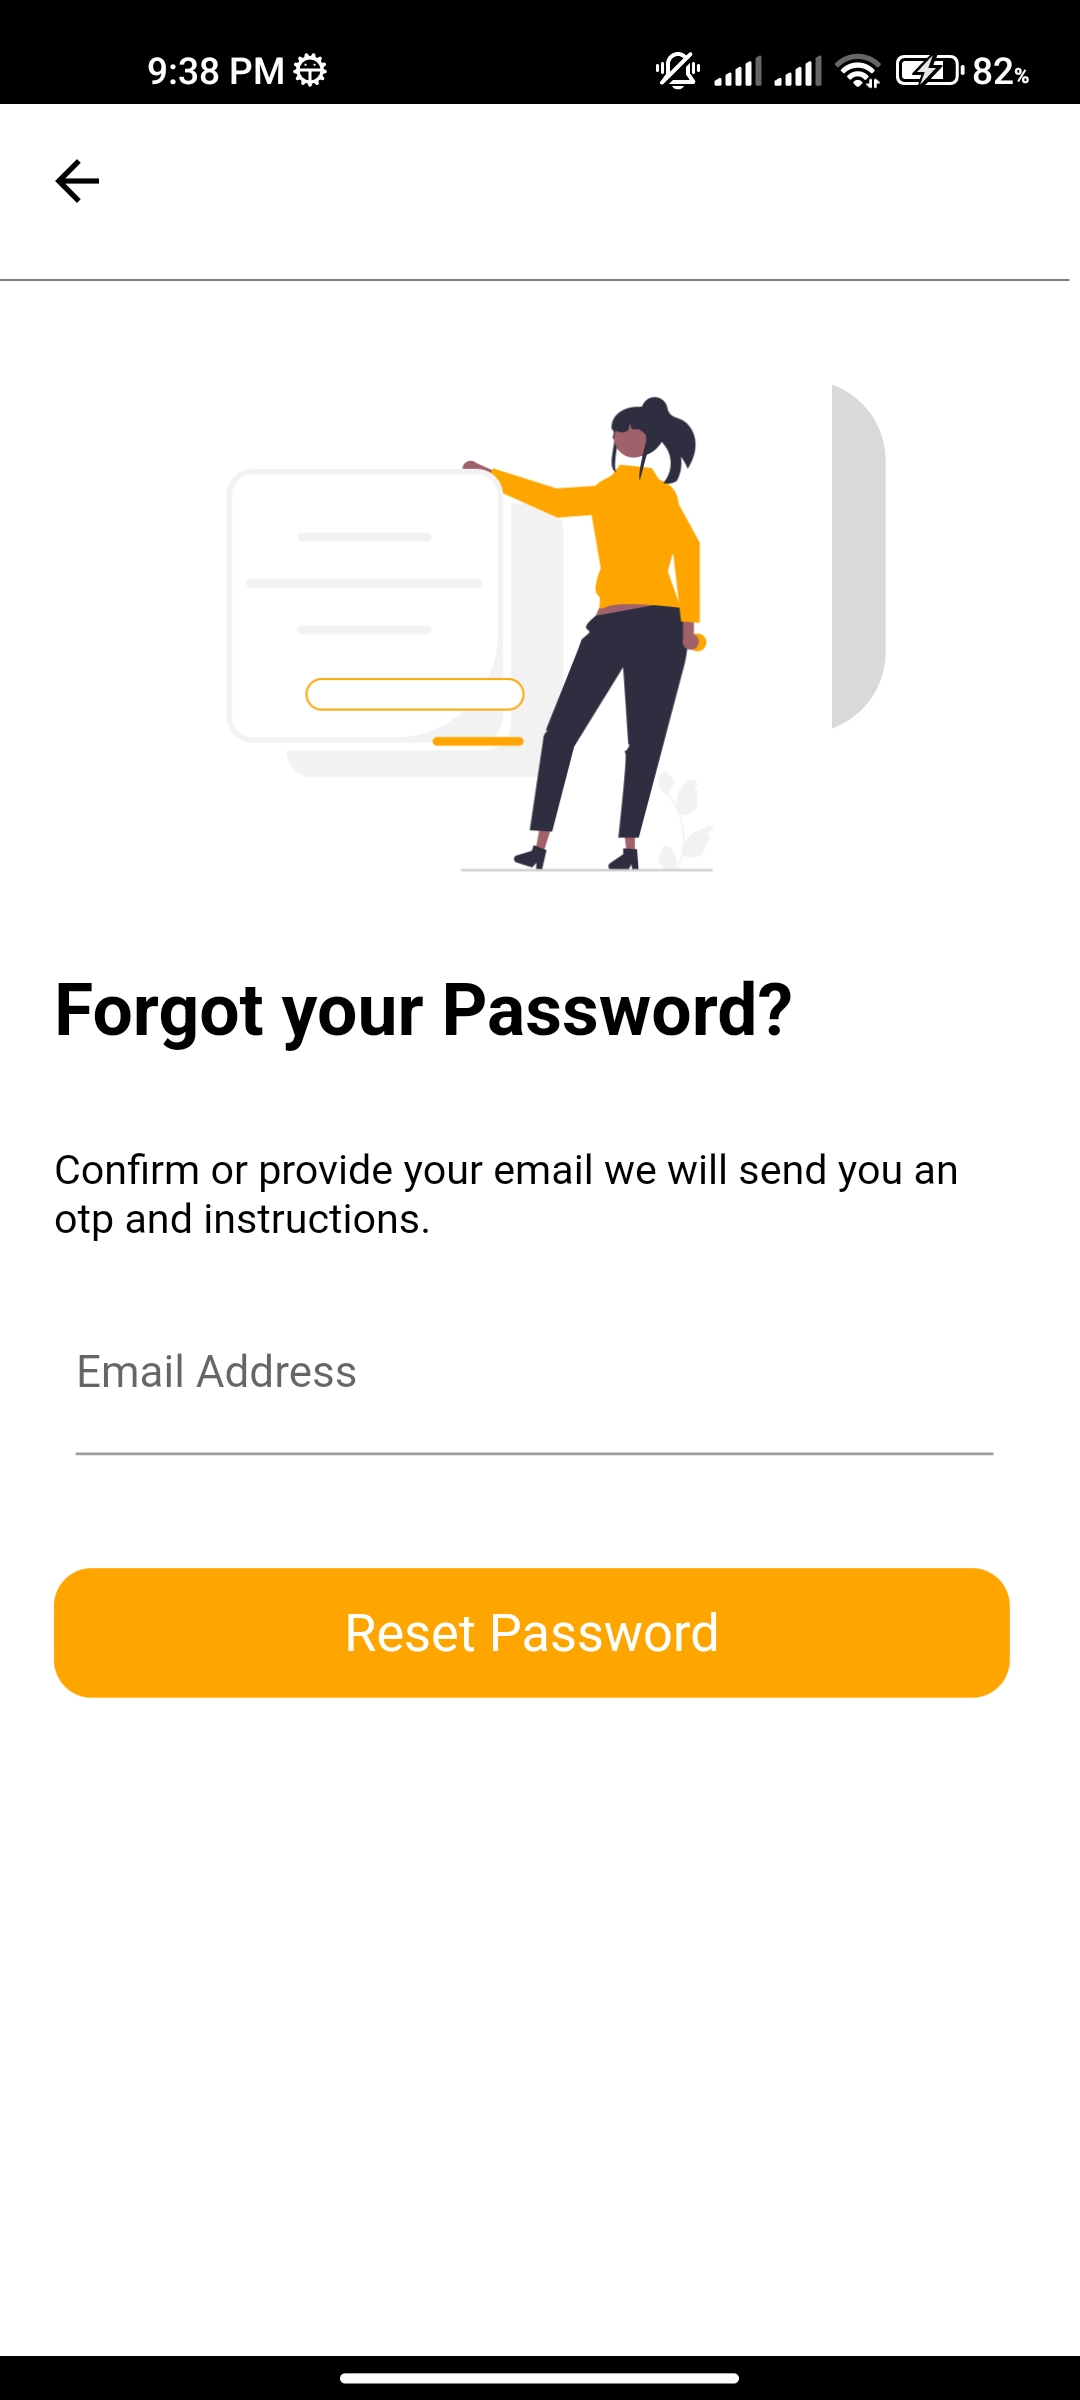 9:38 PM 82%
Forgot your Password?
Confirm or provide your email we will send you an
otp and instructions.
Email Address
Reset Password